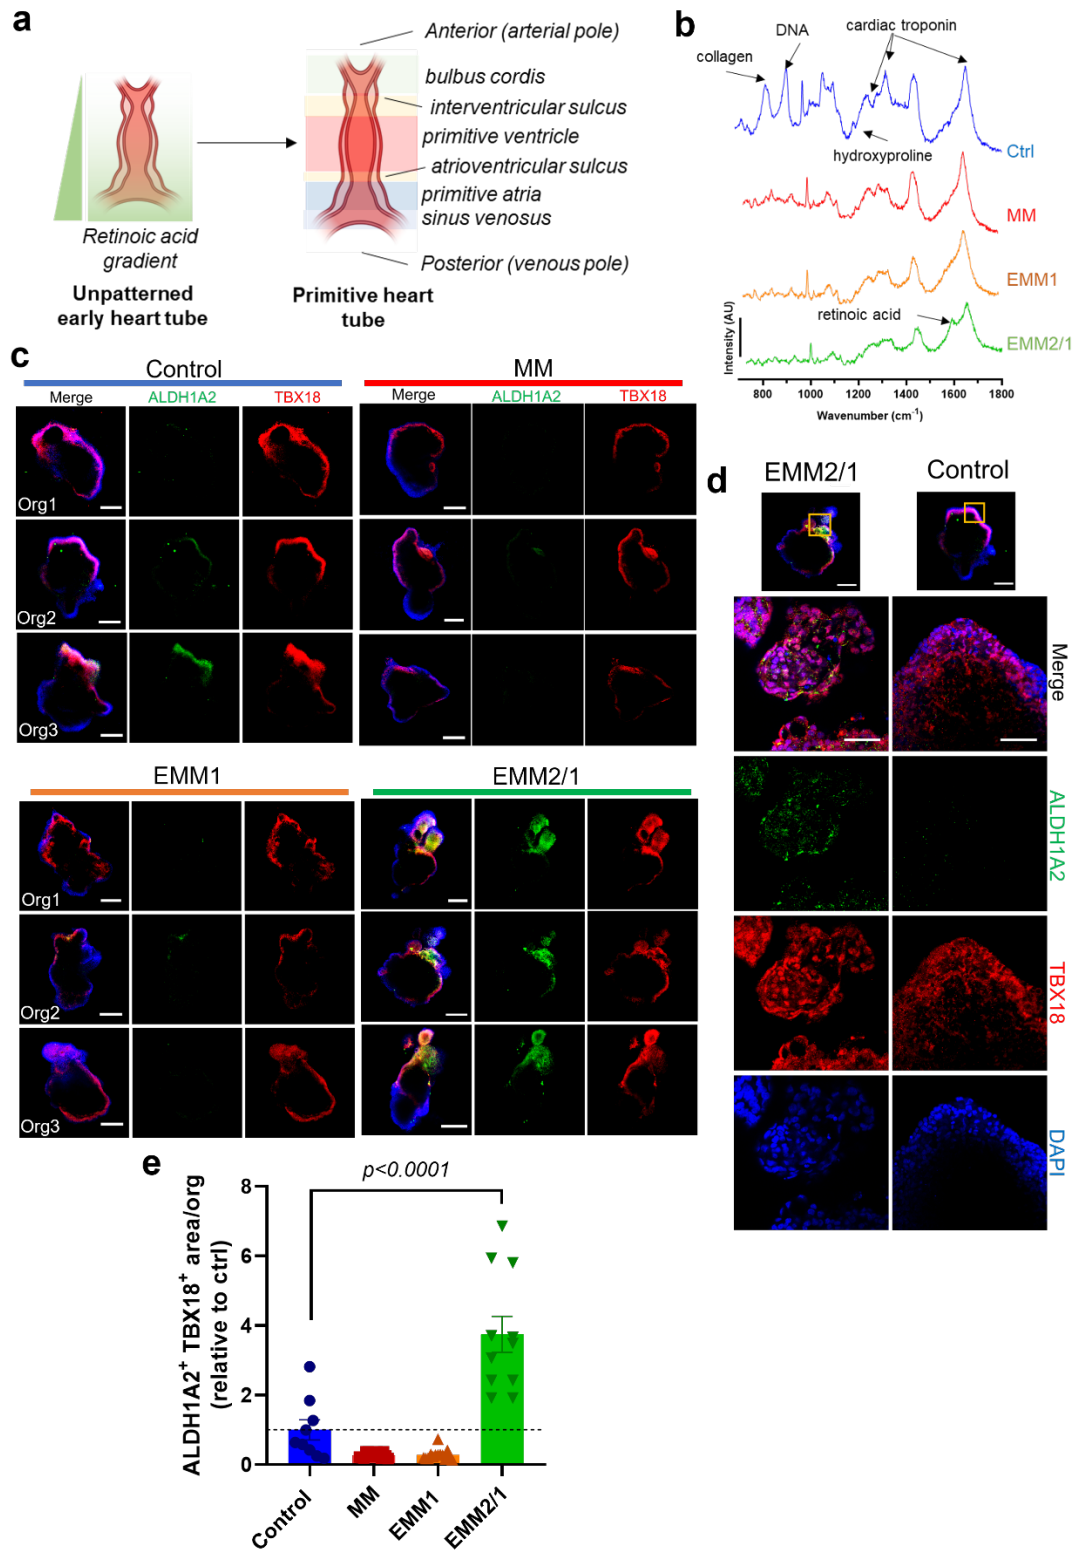 a
Anterior (arterial pole)
bulbus cordis
interventricular sulcus
primitive ventricle
atrioventricular sulcus
primitive atria
sinus venosus
Posterior (venous pole)
Retinoic acid
gradient
Unpatterned
early heart tube
Primitive heart
tube
b
collagen
DNA
cardiac troponin
hydroxyproline
Ctrl
MM
EMM1
retinoic acid
EMM2/1
Intensity (AU)
800 1000 1200 1400 1600 1800
Wavenumber (cm⁻¹)
c
Control
Merge ALDH1A2 TBX18
Org1
Org2
Org3
MM
Merge ALDH1A2 TBX18
EMM1
Org1
Org2
Org3
EMM2/1
d
EMM2/1 Control
Merge
ALDH1A2
TBX18
DAPI
e
ALDH1A2⁺ TBX18⁺ area/org
(relative to ctrl)
p<0.0001
8
6
4
2
0
Control MM EMM1 EMM2/1